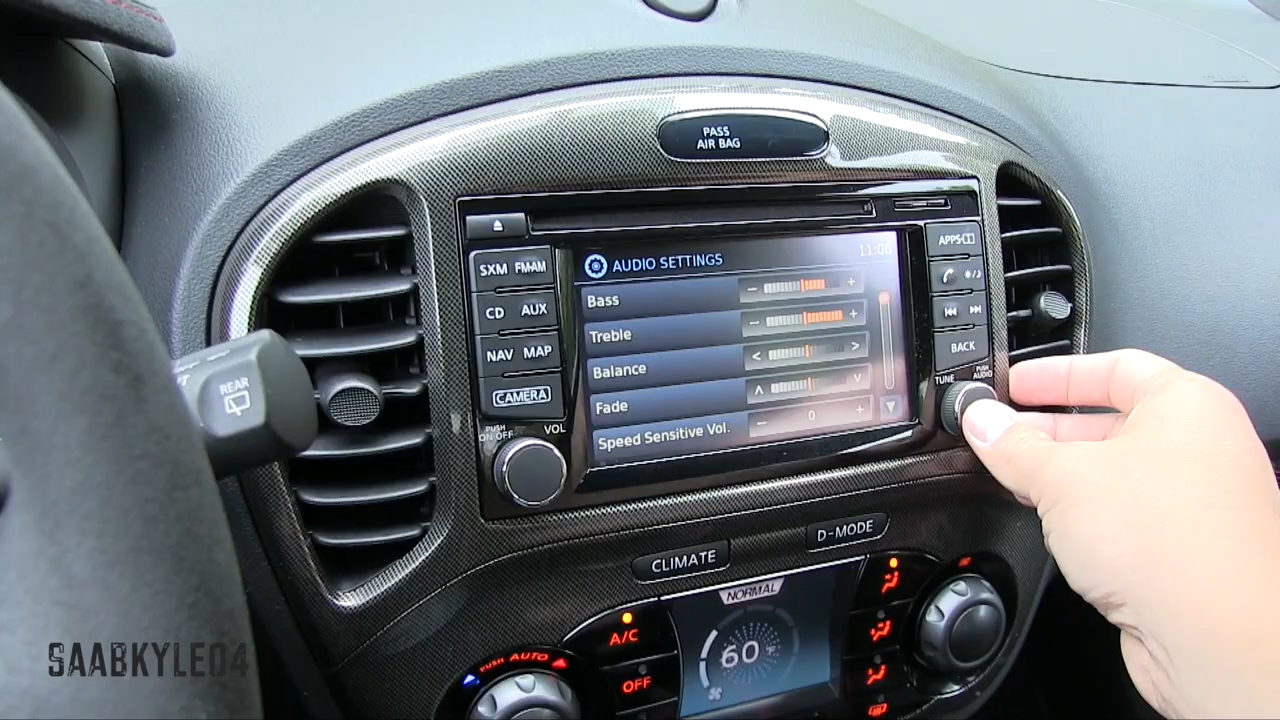 PASS
AIR BAG
SXM FM·AM
CD AUX
NAV MAP
CAMERA
PUSH
ON OFF
VOL
AUDIO SETTINGS
11:06
Bass
Treble
Balance
Fade
Speed Sensitive Vol.
0
APPS
BACK
TUNE
PUSH
AUDIO
REAR
CLIMATE
D-MODE
NORMAL
60°F
A/C
OFF
PUSH AUTO
SAABKYLE04